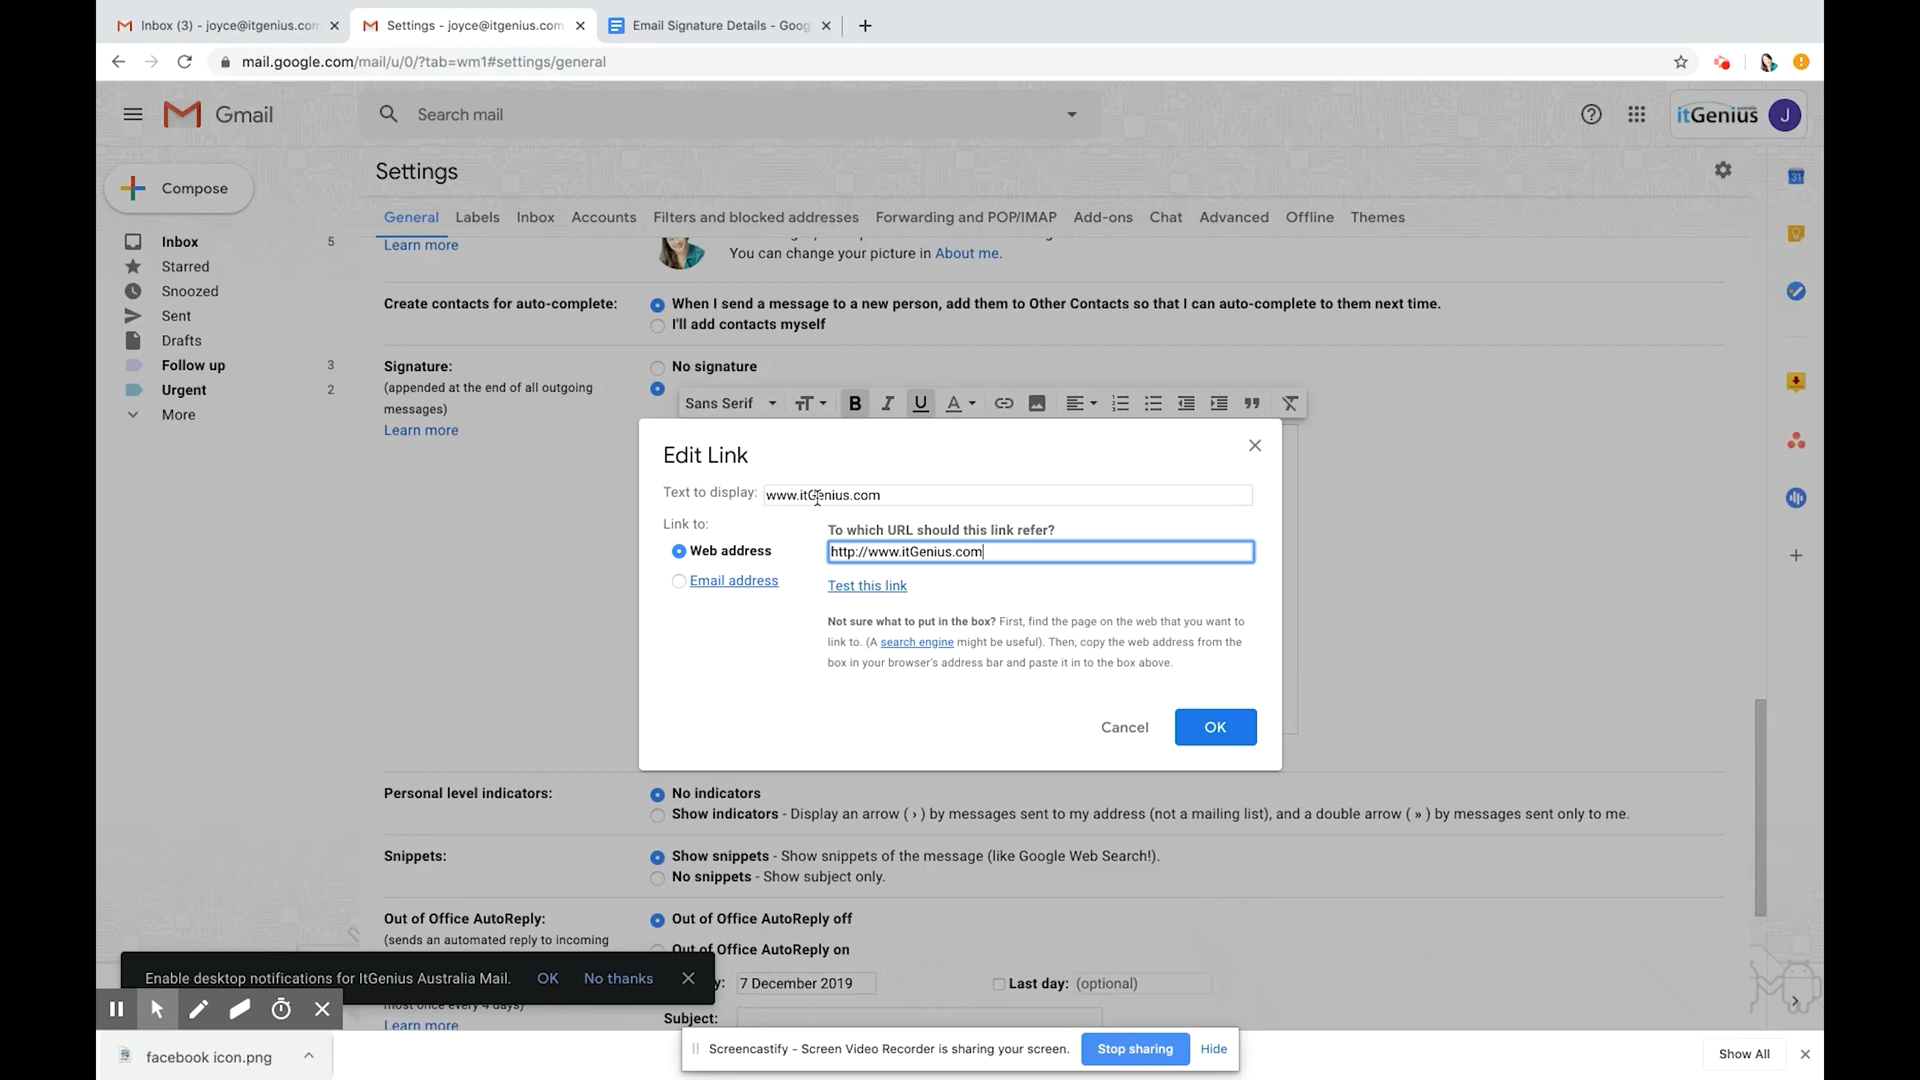 Inbox (3) - joyce@itgenius.com
Settings - joyce@itgenius.com
Email Signature Details - Goog
mail.google.com/mail/u/0/?tab=wm1#settings/general
Gmail
Search mail
itGenius
J
Compose
Settings
General Labels Inbox Accounts Filters and blocked addresses Forwarding and POP/IMAP Add-ons Chat Advanced Offline Themes
Inbox 5
Starred
Snoozed
Sent
Drafts
Follow up 3
Urgent 2
More
Learn more
You can change your picture in About me.
Create contacts for auto-complete:
When I send a message to a new person, add them to Other Contacts so that I can auto-complete to them next time.
I'll add contacts myself
Signature:
(appended at the end of all outgoing
messages)
Learn more
No signature
Sans Serif
Edit Link
Text to display: www.itGenius.com
Link to:
To which URL should this link refer?
Web address
http://www.itGenius.com
Email address
Test this link
Not sure what to put in the box? First, find the page on the web that you want
link to. (A search engine might be useful). Then, copy the web address from the
box in your browser's address bar and paste it in to the box above.
Cancel
OK
Personal level indicators:
No indicators
Show indicators - Display an arrow ( › ) by messages sent to my address (not a mailing list), and a double arrow ( » ) by messages sent only to me.
Snippets:
Show snippets - Show snippets of the message (like Google Web Search!).
No snippets - Show subject only.
Out of Office AutoReply:
(sends an automated reply to incoming
Out of Office AutoReply off
Out of Office AutoReply on
7 December 2019
Last day: (optional)
Subject:
most once every 4 days)
Learn more
Enable desktop notifications for ItGenius Australia Mail. OK No thanks
facebook icon.png
Screencastify - Screen Video Recorder is sharing your screen. Stop sharing Hide
Show All
31